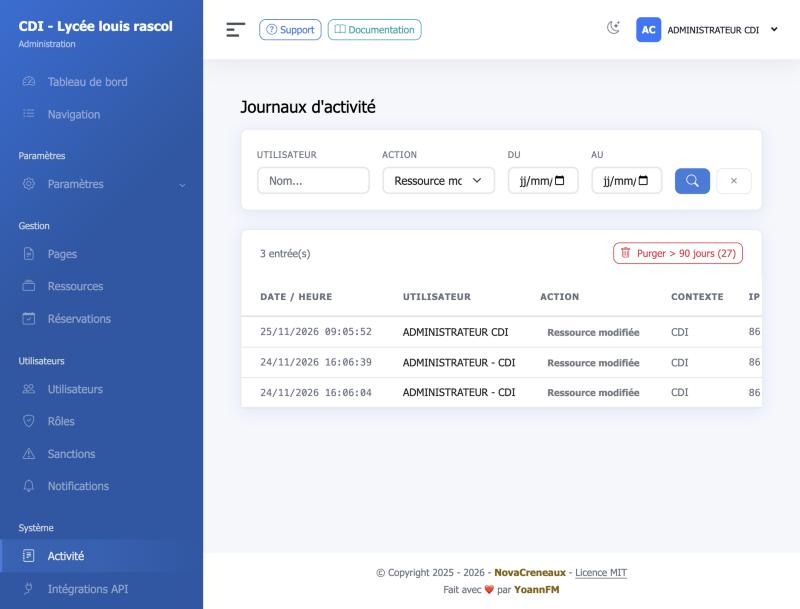 CDI - Lycée louis rascol
Administration
Tableau de bord
Navigation
Paramètres
Paramètres
Gestion
Pages
Ressources
Réservations
Utilisateurs
Utilisateurs
Rôles
Sanctions
Notifications
Système
Activité
Intégrations API
Support
Documentation
AC ADMINISTRATEUR CDI
Journaux d'activité
UTILISATEUR ACTION DU AU
Nom... Ressource mc jj/mm/ jj/mm/ ×
3 entrée(s) Purger > 90 jours (27)
DATE / HEURE UTILISATEUR ACTION CONTEXTE IP
25/11/2026 09:05:52 ADMINISTRATEUR CDI Ressource modifiée CDI 86
24/11/2026 16:06:39 ADMINISTRATEUR - CDI Ressource modifiée CDI 86
24/11/2026 16:06:04 ADMINISTRATEUR - CDI Ressource modifiée CDI 86
© Copyright 2025 - 2026 - NovaCreneaux - Licence MIT
Fait avec ❤ par YoannFM